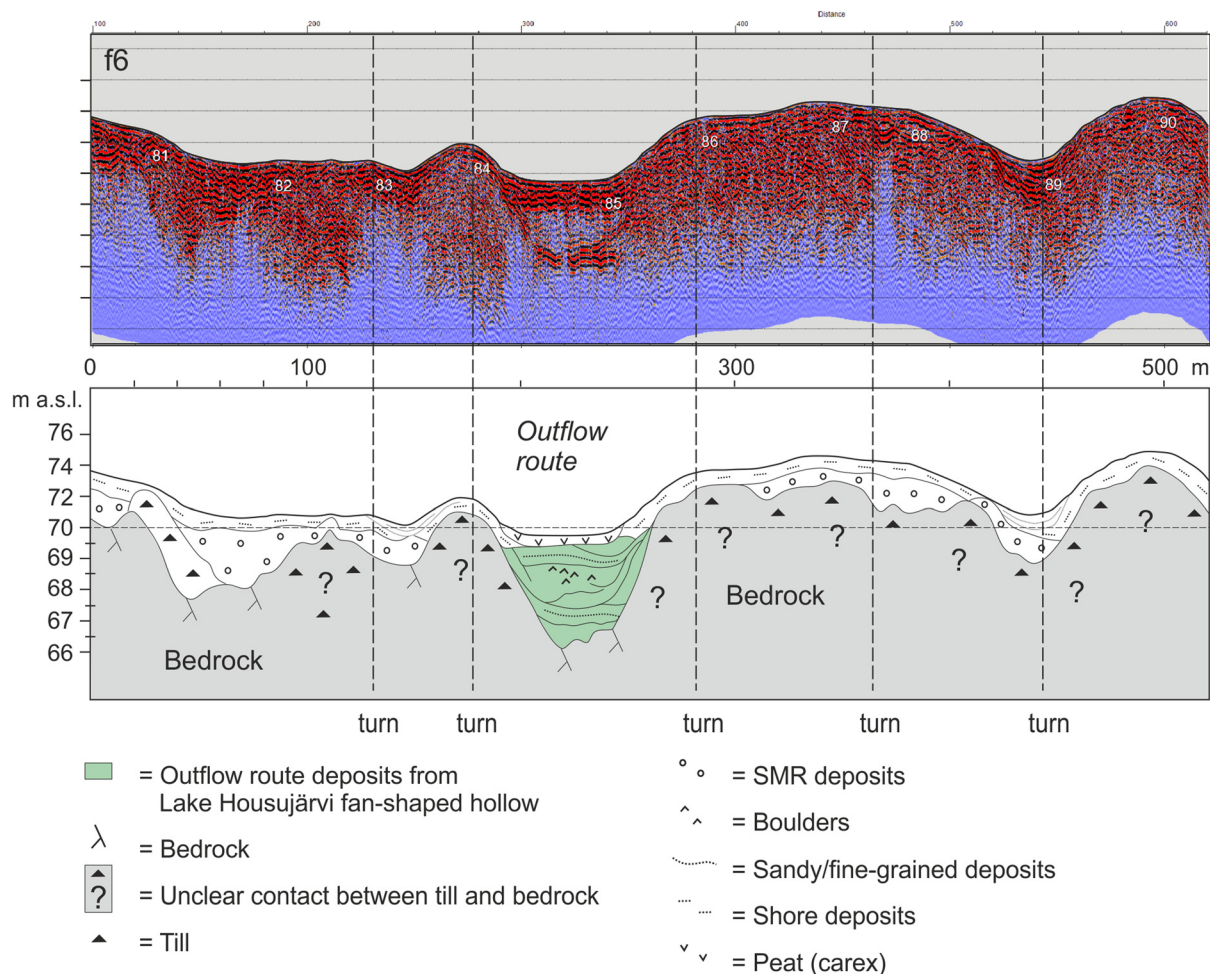 100 200 300 400 Distance 500 600
f6
81 82 83 84 85 86 87 88 89 90
0 100 300 500 m
m a.s.l.
76
74
72
70
69
68
67
66
Outflow
route
? ? ? ? ? ? ? ?
Bedrock
Bedrock
turn turn turn turn turn
= Outflow route deposits from
Lake Housujärvi fan-shaped hollow
= Bedrock
? = Unclear contact between till and bedrock
= Till
= SMR deposits
= Boulders
= Sandy/fine-grained deposits
= Shore deposits
= Peat (carex)